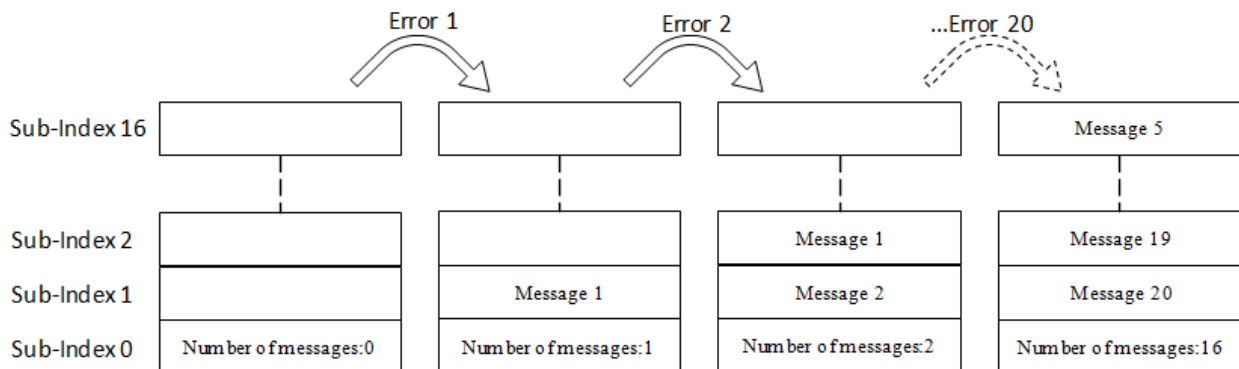 Error 1
Error 2
...Error 20
Sub-Index 16
Message 5
Sub-Index 2
Message 1
Message 19
Sub-Index 1
Message 1
Message 2
Message 20
Sub-Index 0
Number of messages:0
Number of messages:1
Number of messages:2
Number of messages:16